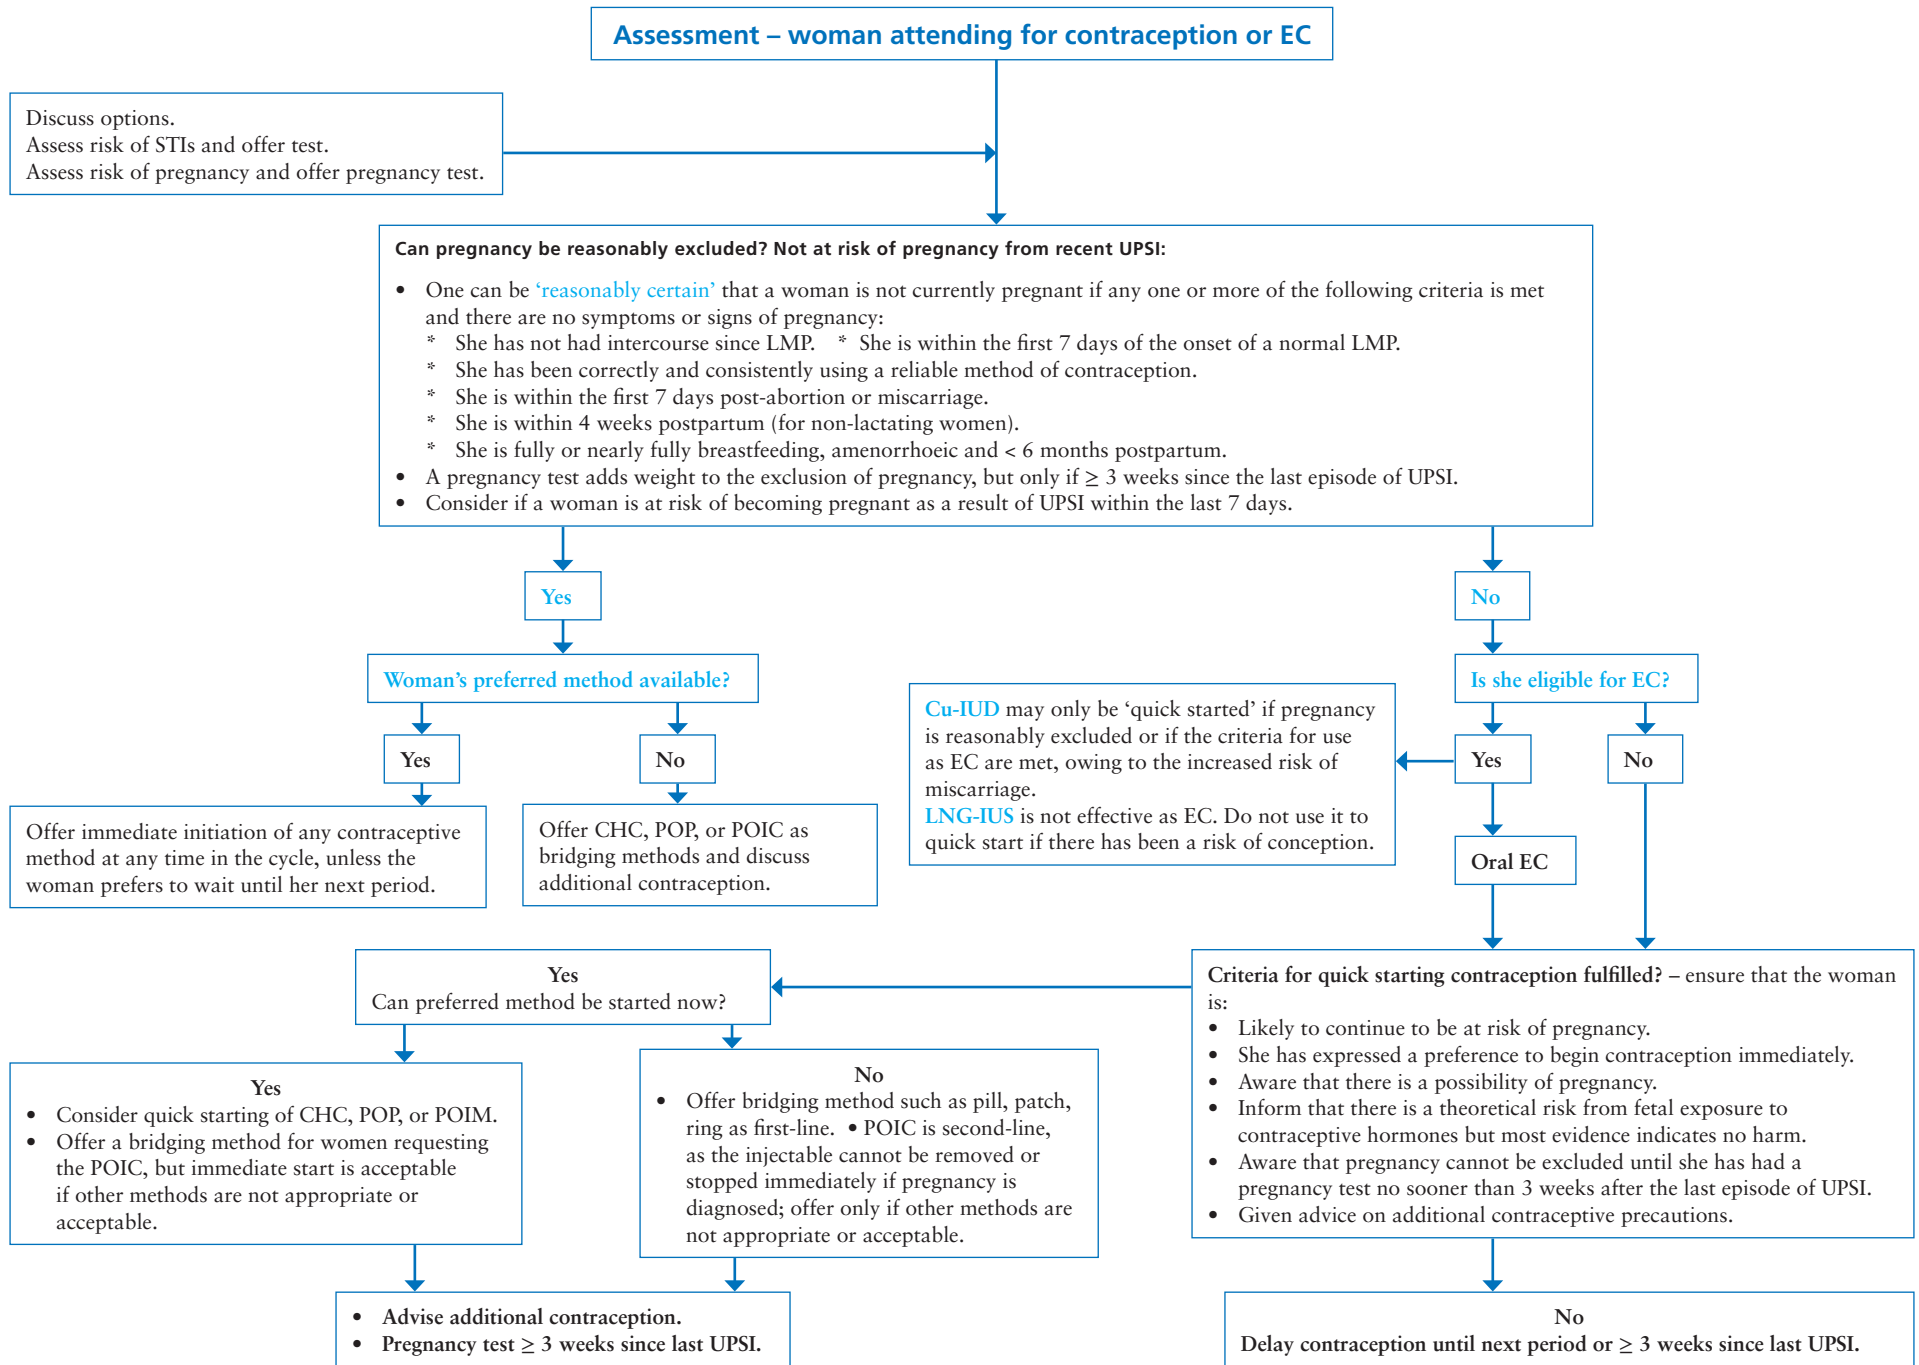 Assessment – woman attending for contraception or EC
Discuss options.
Assess risk of STIs and offer test.
Assess risk of pregnancy and offer pregnancy test.
Can pregnancy be reasonably excluded? Not at risk of pregnancy from recent UPSI:
• One can be ‘reasonably certain’ that a woman is not currently pregnant if any one or more of the following criteria is met
and there are no symptoms or signs of pregnancy:
* She has not had intercourse since LMP. * She is within the first 7 days of the onset of a normal LMP.
* She has been correctly and consistently using a reliable method of contraception.
* She is within the first 7 days post-abortion or miscarriage.
* She is within 4 weeks postpartum (for non-lactating women).
* She is fully or nearly fully breastfeeding, amenorrhoeic and < 6 months postpartum.
• A pregnancy test adds weight to the exclusion of pregnancy, but only if ≥ 3 weeks since the last episode of UPSI.
• Consider if a woman is at risk of becoming pregnant as a result of UPSI within the last 7 days.
Yes
No
Woman’s preferred method available?
Is she eligible for EC?
Yes
No
Cu-IUD may only be ‘quick started’ if pregnancy
is reasonably excluded or if the criteria for use
as EC are met, owing to the increased risk of
miscarriage.
LNG-IUS is not effective as EC. Do not use it to
quick start if there has been a risk of conception.
Yes
No
Offer immediate initiation of any contraceptive
method at any time in the cycle, unless the
woman prefers to wait until her next period.
Offer CHC, POP, or POIC as
bridging methods and discuss
additional contraception.
Oral EC
Yes
Can preferred method be started now?
Criteria for quick starting contraception fulfilled? – ensure that the woman
is:
• Likely to continue to be at risk of pregnancy.
• She has expressed a preference to begin contraception immediately.
• Aware that there is a possibility of pregnancy.
• Inform that there is a theoretical risk from fetal exposure to
contraceptive hormones but most evidence indicates no harm.
• Aware that pregnancy cannot be excluded until she has had a
pregnancy test no sooner than 3 weeks after the last episode of UPSI.
• Given advice on additional contraceptive precautions.
Yes
• Consider quick starting of CHC, POP, or POIM.
• Offer a bridging method for women requesting
the POIC, but immediate start is acceptable
if other methods are not appropriate or
acceptable.
No
• Offer bridging method such as pill, patch,
ring as first-line. • POIC is second-line,
as the injectable cannot be removed or
stopped immediately if pregnancy is
diagnosed; offer only if other methods are
not appropriate or acceptable.
• Advise additional contraception.
• Pregnancy test ≥ 3 weeks since last UPSI.
No
Delay contraception until next period or ≥ 3 weeks since last UPSI.